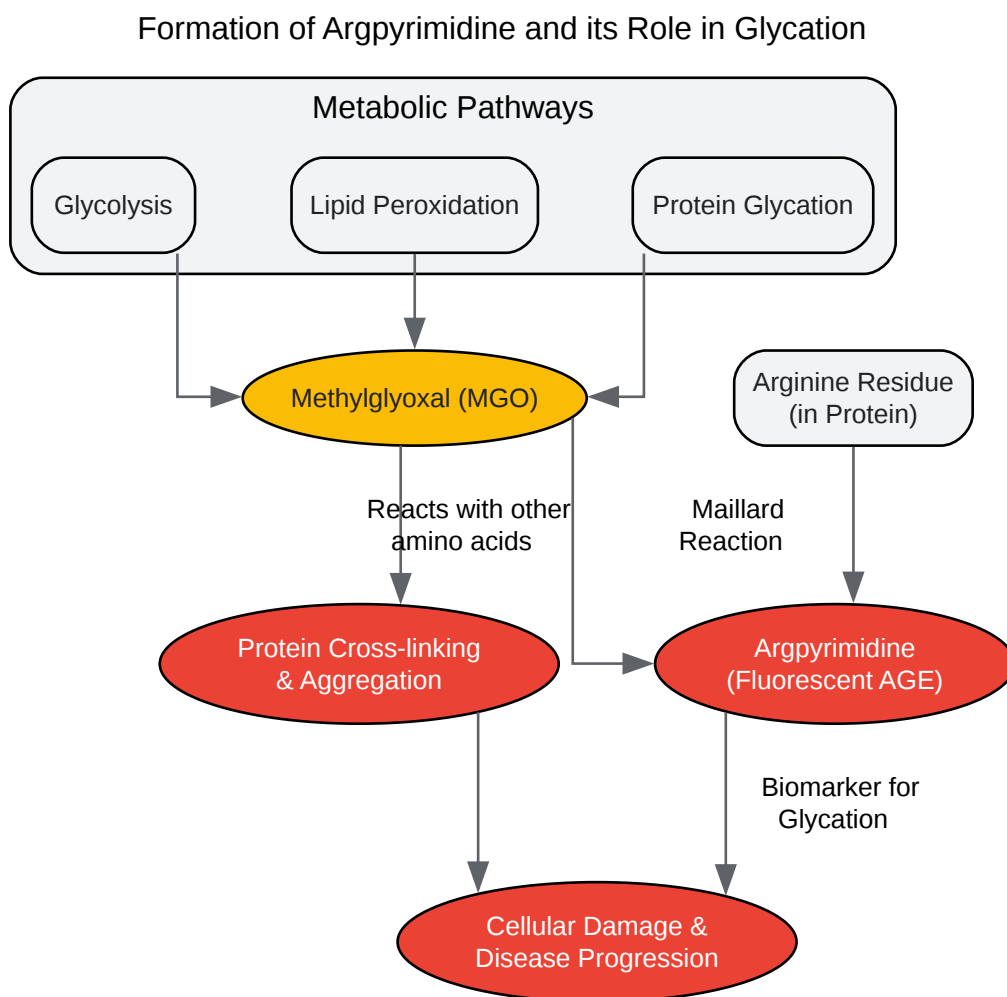 Formation of Argpyrimidine and its Role in Glycation
Metabolic Pathways
Glycolysis
Lipid Peroxidation
Protein Glycation
Methylglyoxal (MGO)
Arginine Residue
(in Protein)
Reacts with other
amino acids
Maillard
Reaction
Protein Cross-linking
& Aggregation
Argpyrimidine
(Fluorescent AGE)
Biomarker for
Glycation
Cellular Damage &
Disease Progression